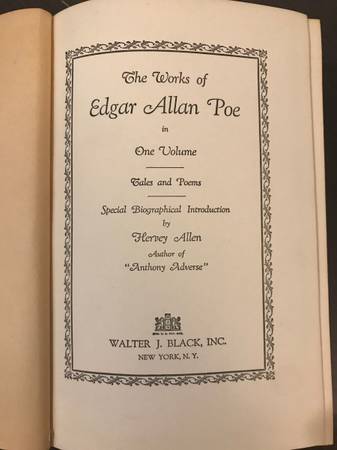 The Works of
Edgar Allan Poe
in
One Volume
Tales and Poems
Special Biographical Introduction
by
Hervey Allen
Author of
"Anthony Adverse"
WALTER J. BLACK, INC.
NEW YORK, N. Y.